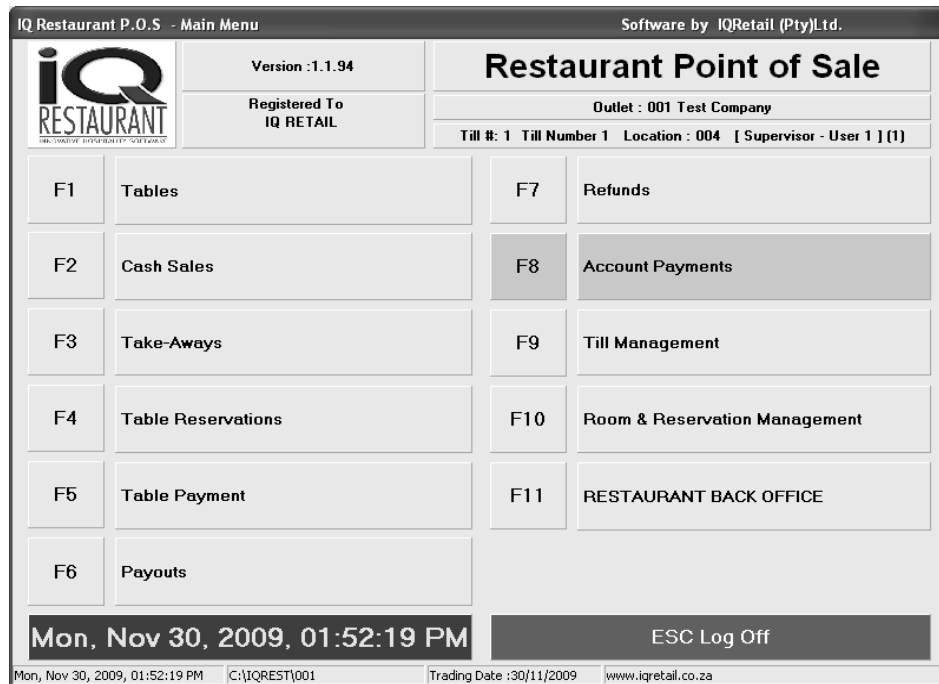 IQ Restaurant P.O.S - Main Menu
Software by IQRetail (Pty)Ltd.
iQ
RESTAURANT
INNOVATIVE HOSPITALITY SOFTWARE
Version :1.1.94
Registered To
IQ RETAIL
Restaurant Point of Sale
Outlet : 001 Test Company
Till #: 1 Till Number 1 Location : 004 [ Supervisor - User 1 ] (1)
F1 Tables
F2 Cash Sales
F3 Take-Aways
F4 Table Reservations
F5 Table Payment
F6 Payouts
F7 Refunds
F8 Account Payments
F9 Till Management
F10 Room & Reservation Management
F11 RESTAURANT BACK OFFICE
Mon, Nov 30, 2009, 01:52:19 PM
ESC Log Off
Mon, Nov 30, 2009, 01:52:19 PM C:\IQREST\001 Trading Date :30/11/2009 www.iqretail.co.za